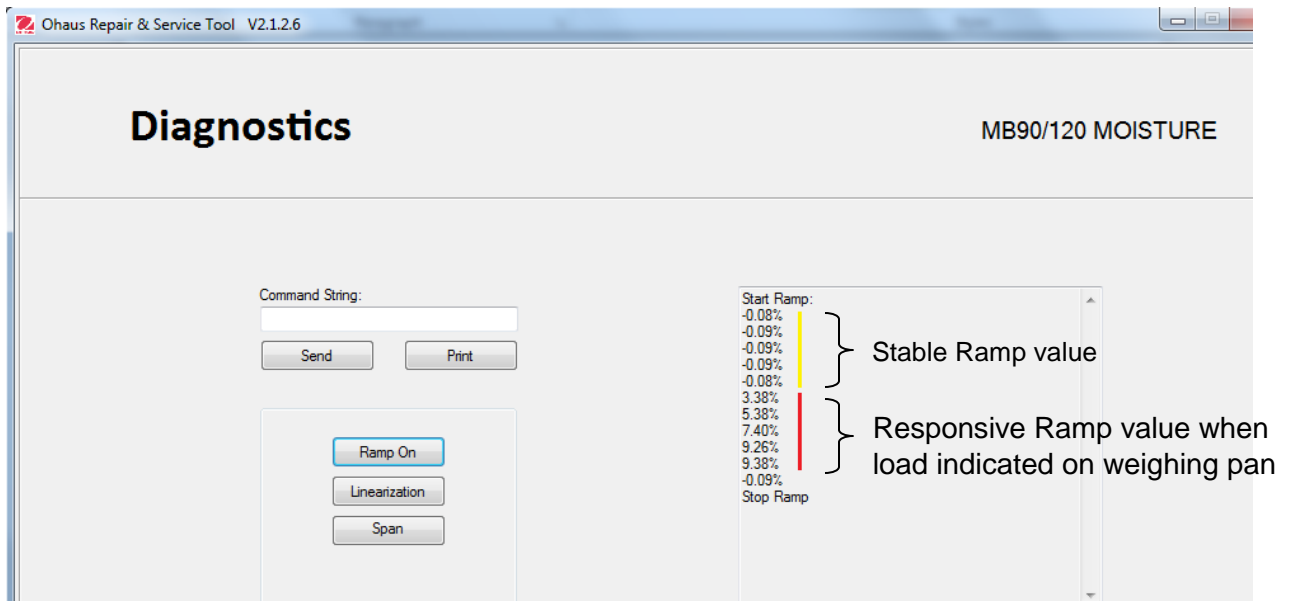 Ohaus Repair & Service Tool V2.1.2.6
Diagnostics
MB90/120 MOISTURE
Command String:
Send
Print
Ramp On
Linearization
Span
Start Ramp:
-0.08%
-0.09%
-0.09%
-0.09%
-0.08%
3.38%
5.38%
7.40%
9.26%
9.38%
-0.09%
Stop Ramp
Stable Ramp value
Responsive Ramp value when
load indicated on weighing pan